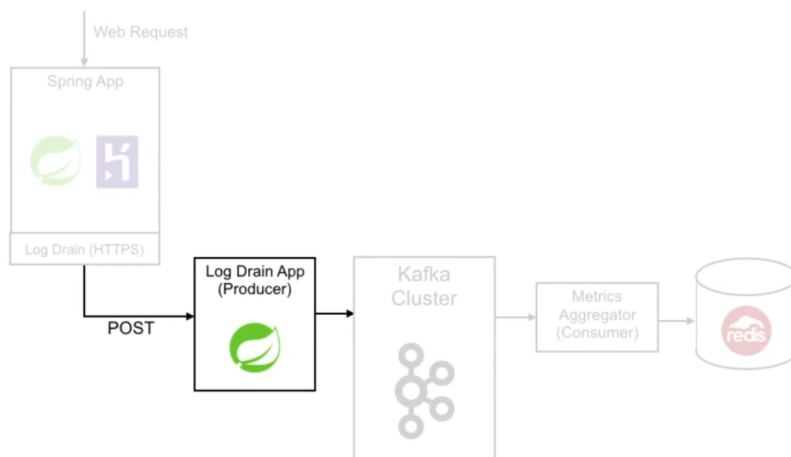 Web Request
Spring App
Log Drain (HTTPS)
POST
Log Drain App
(Producer)
Kafka
Cluster
Metrics
Aggregator
(Consumer)
redis